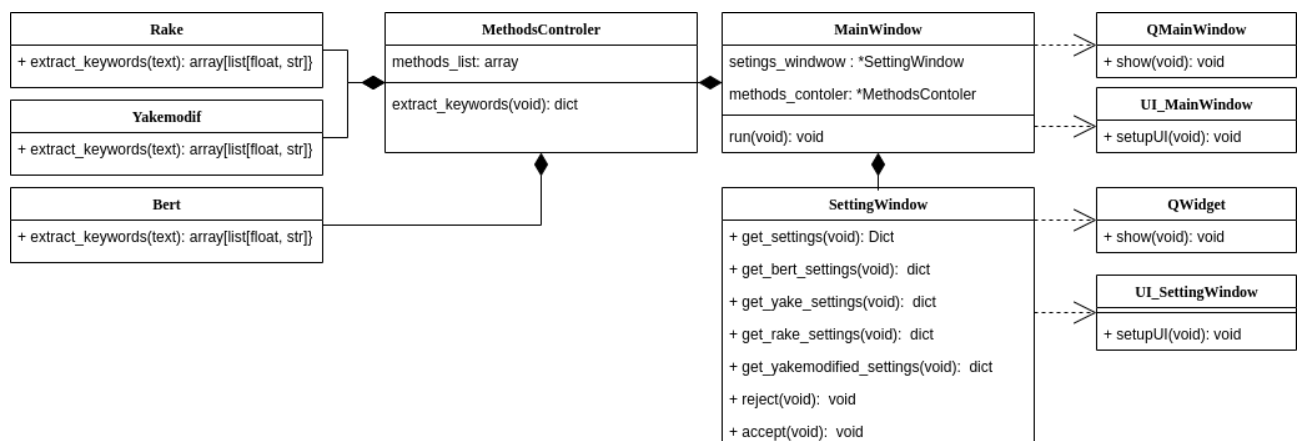 Rake
+ extract_keywords(text): array[list[float, str]}
Yakemodif
+ extract_keywords(text): array[list[float, str]}
Bert
+ extract_keywords(text): array[list[float, str]}
MethodsControler
methods_list: array
extract_keywords(void): dict
MainWindow
setings_windwow : *SettingWindow
methods_contoler: *MethodsContoler
run(void): void
SettingWindow
+ get_settings(void): Dict
+ get_bert_settings(void): dict
+ get_yake_settings(void): dict
+ get_rake_settings(void): dict
+ get_yakemodified_settings(void): dict
+ reject(void): void
+ accept(void): void
QMainWindow
+ show(void): void
UI_MainWindow
+ setupUI(void): void
QWidget
+ show(void): void
UI_SettingWindow
+ setupUI(void): void